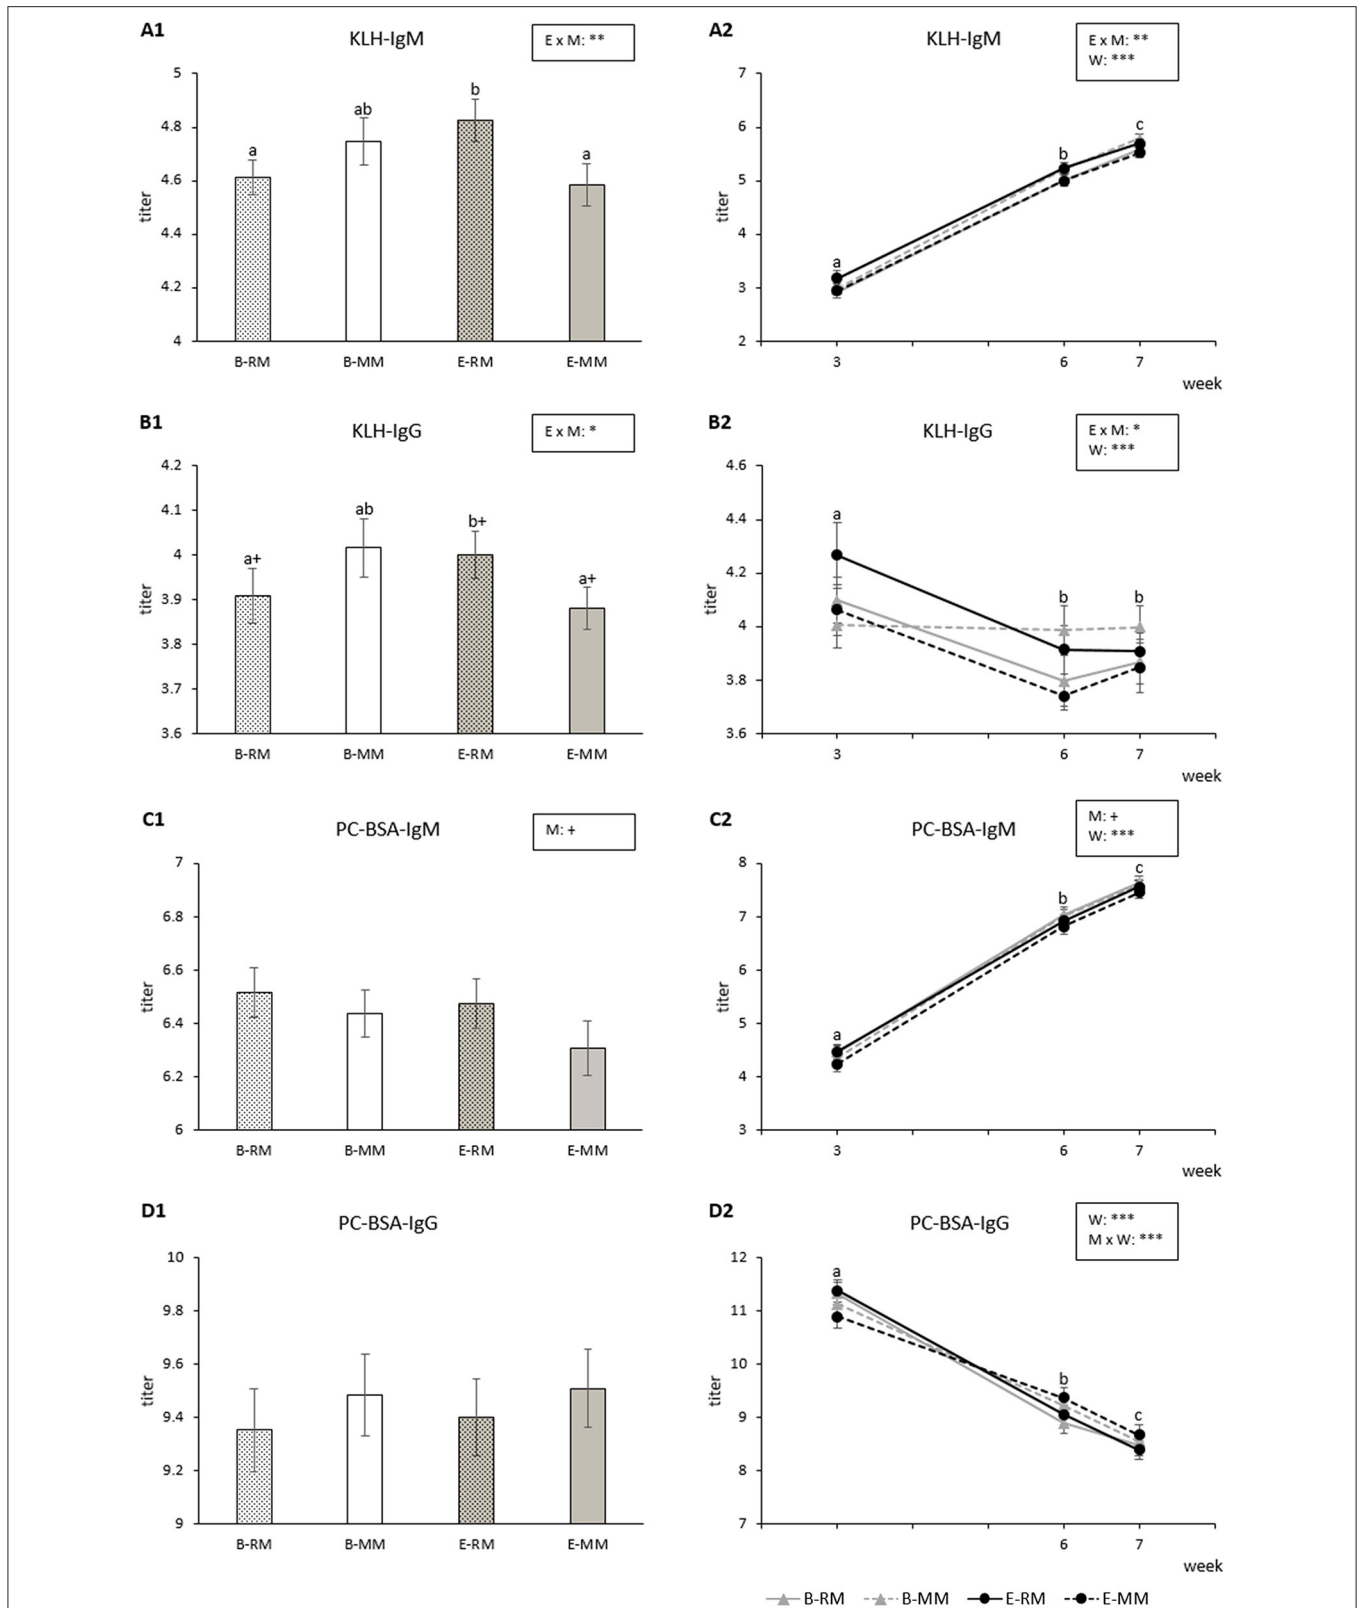 A1
KLH-IgM
E x M: **
5
4.8
4.6
4.4
4.2
4
titer
a
ab
b
a
B-RM
B-MM
E-RM
E-MM
A2
KLH-IgM
E x M: **
W: ***
7
6
5
4
3
2
titer
a
b
c
3
6
7
week
B1
KLH-IgG
E x M: *
4.2
4.1
4
3.9
3.8
3.7
3.6
titer
a+
ab
b+
a+
B-RM
B-MM
E-RM
E-MM
B2
KLH-IgG
E x M: *
W: ***
4.6
4.4
4.2
4
3.8
3.6
titer
a
b
b
3
6
7
week
C1
PC-BSA-IgM
M: +
7
6.8
6.6
6.4
6.2
6
titer
B-RM
B-MM
E-RM
E-MM
C2
PC-BSA-IgM
M: +
W: ***
8
7
6
5
4
3
titer
a
b
c
3
6
7
week
D1
PC-BSA-IgG
10
9.8
9.6
9.4
9.2
9
titer
B-RM
B-MM
E-RM
E-MM
D2
PC-BSA-IgG
W: ***
M x W: ***
12
11
10
9
8
7
titer
a
b
c
6
7
week
B-RM
B-MM
E-RM
E-MM